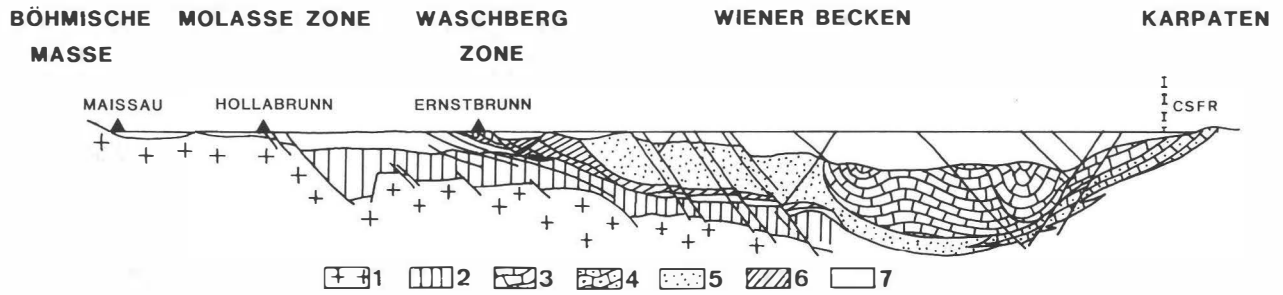 BÖHMISCHE MASSE
MOLASSE ZONE
WASCHBERG ZONE
WIENER BECKEN
KARPATEN
MAISSAU
HOLLABRUNN
ERNSTBRUNN
CSFR
1 2 3 4 5 6 7